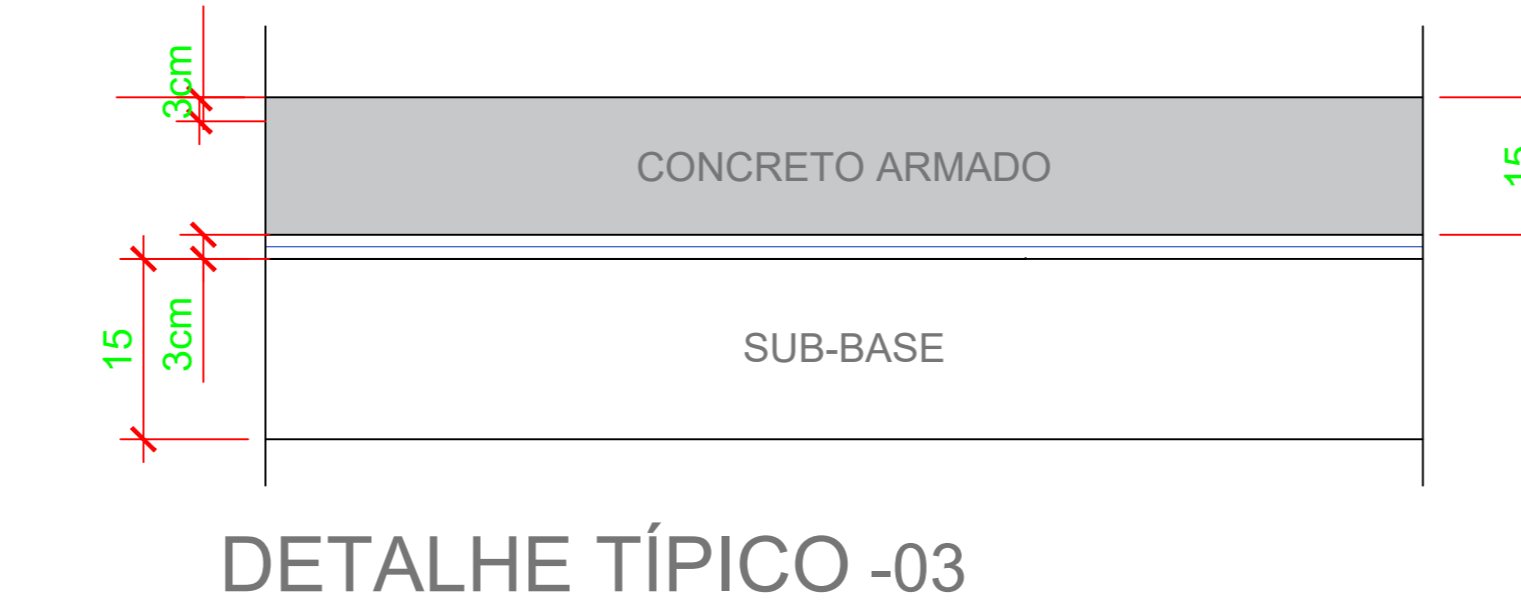 3cm
CONCRETO ARMADO
15
15
3cm
SUB-BASE
DETALHE TÍPICO -03